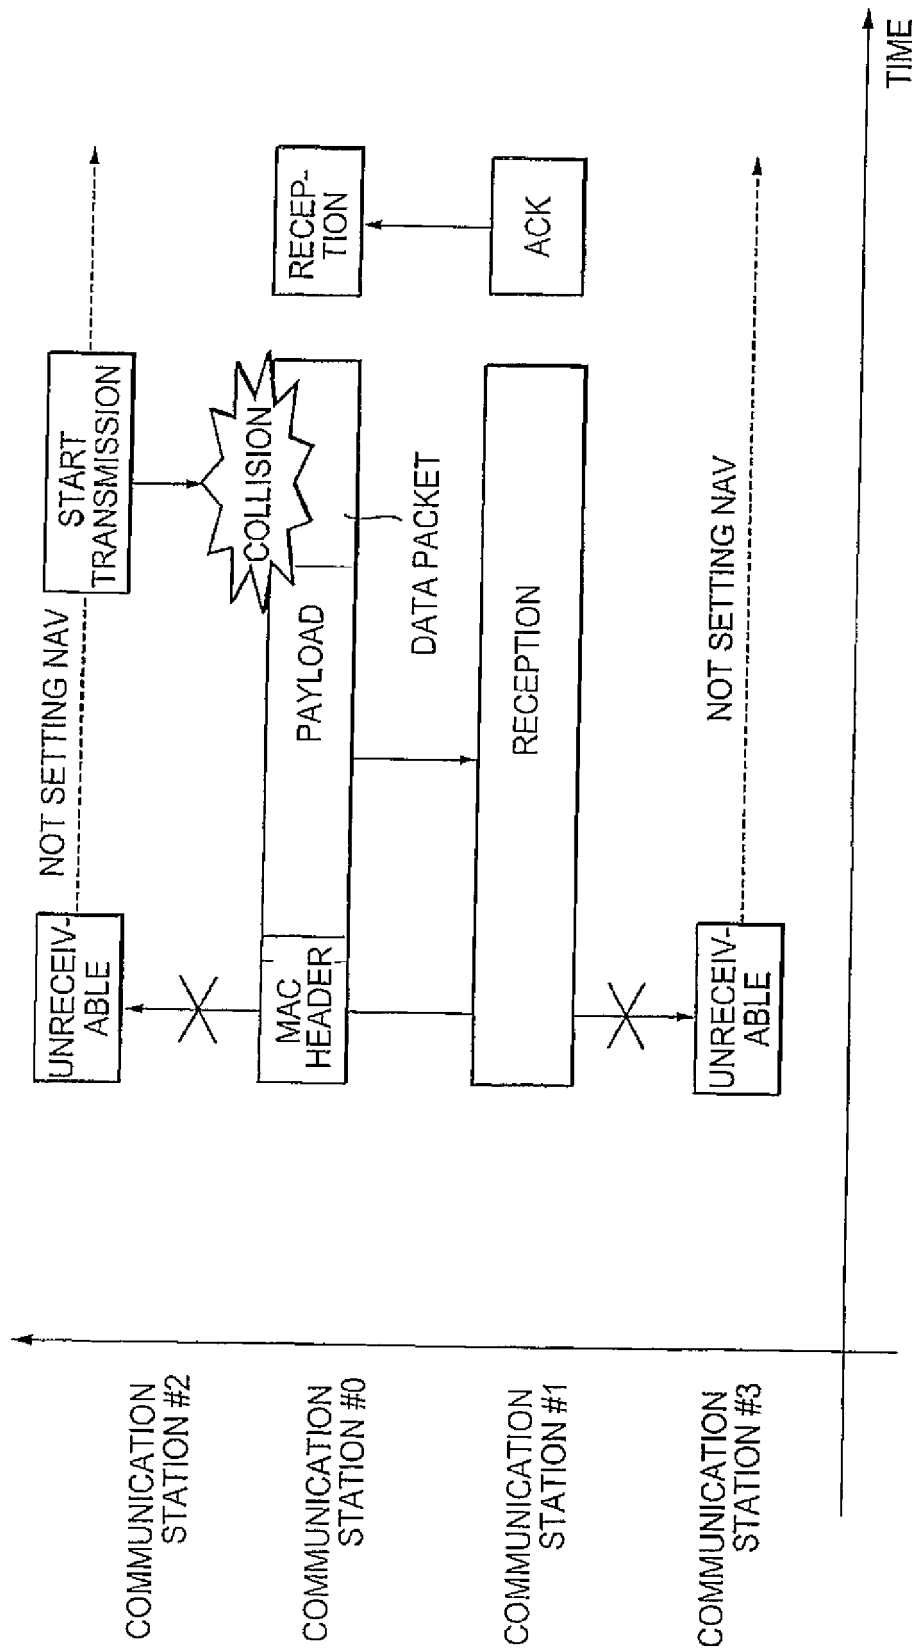 COMMUNICATION
STATION #2
UNRECEIV-
ABLE
NOT SETTING NAV
START
TRANSMISSION
COMMUNICATION
STATION #0
MAC
HEADER
PAYLOAD
COLLISION
RECEP-
TION
DATA PACKET
COMMUNICATION
STATION #1
RECEPTION
ACK
COMMUNICATION
STATION #3
UNRECEIV-
ABLE
NOT SETTING NAV
TIME